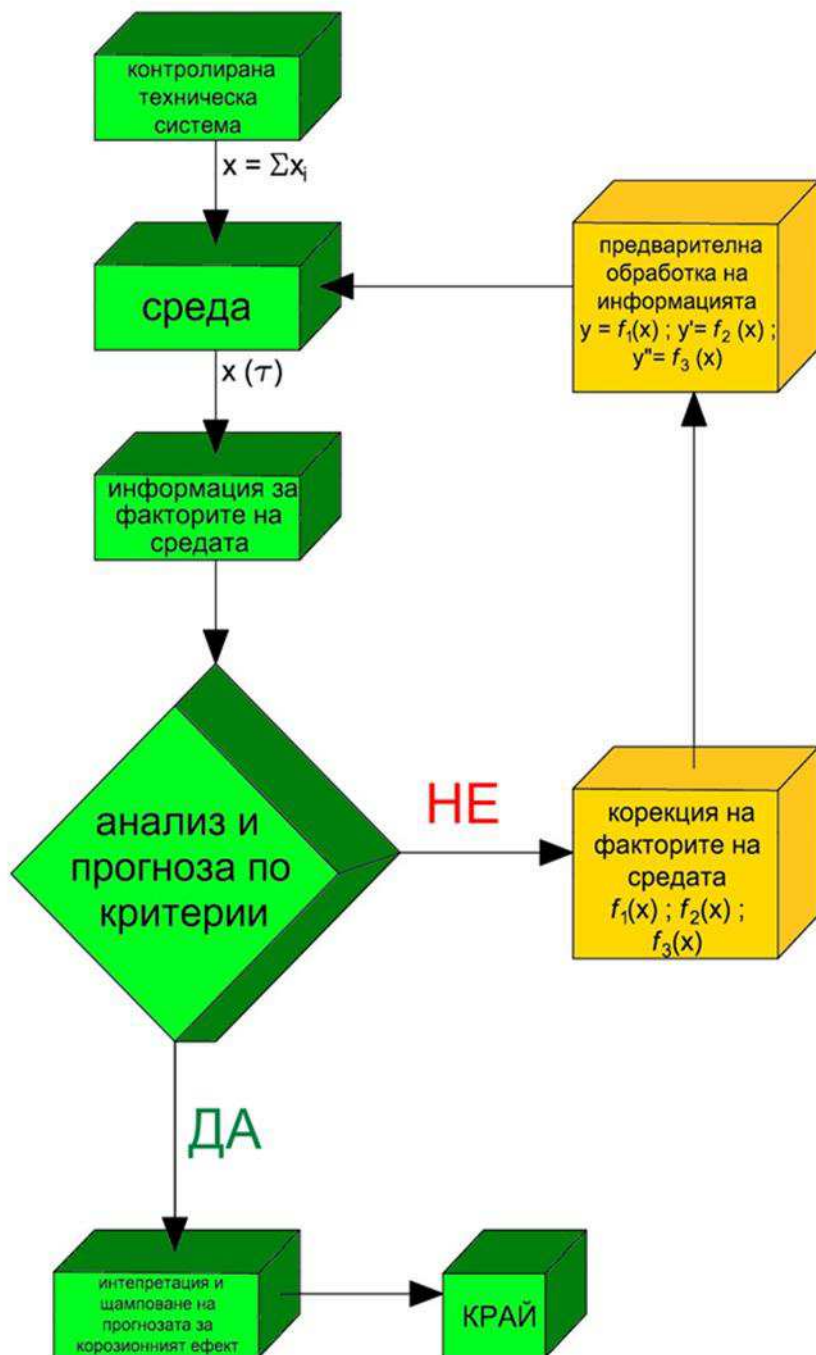 контролирана
техническа
система
x = Σxᵢ
среда
x (τ)
информация за
факторите на
средата
анализ и
прогноза по
критерии
НЕ
корекция на
факторите на
средата
f₁(x) ; f₂(x) ;
f₃(x)
предварителна
обработка на
информацията
y = f₁(x) ; y'= f₂ (x) ;
y"= f₃ (x)
ДА
интепретация и
щамповане на
прогнозата за
корозионният ефект
КРАЙ